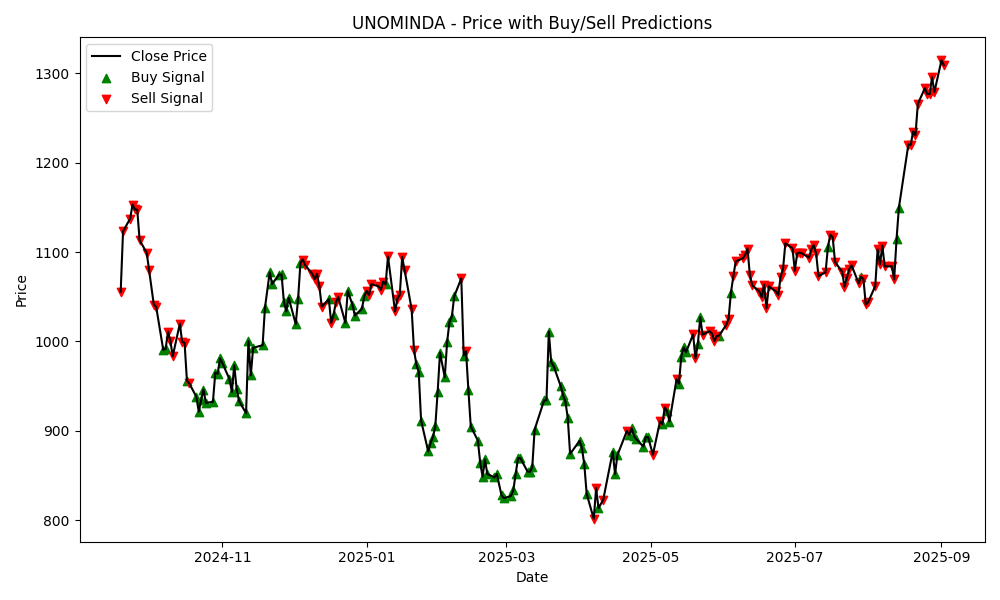 UNOMINDA - Price with Buy/Sell Predictions
Close Price
Buy Signal
Sell Signal
1300
1200
1100
1000
900
800
Price
2024-11
2025-01
2025-03
2025-05
2025-07
2025-09
Date